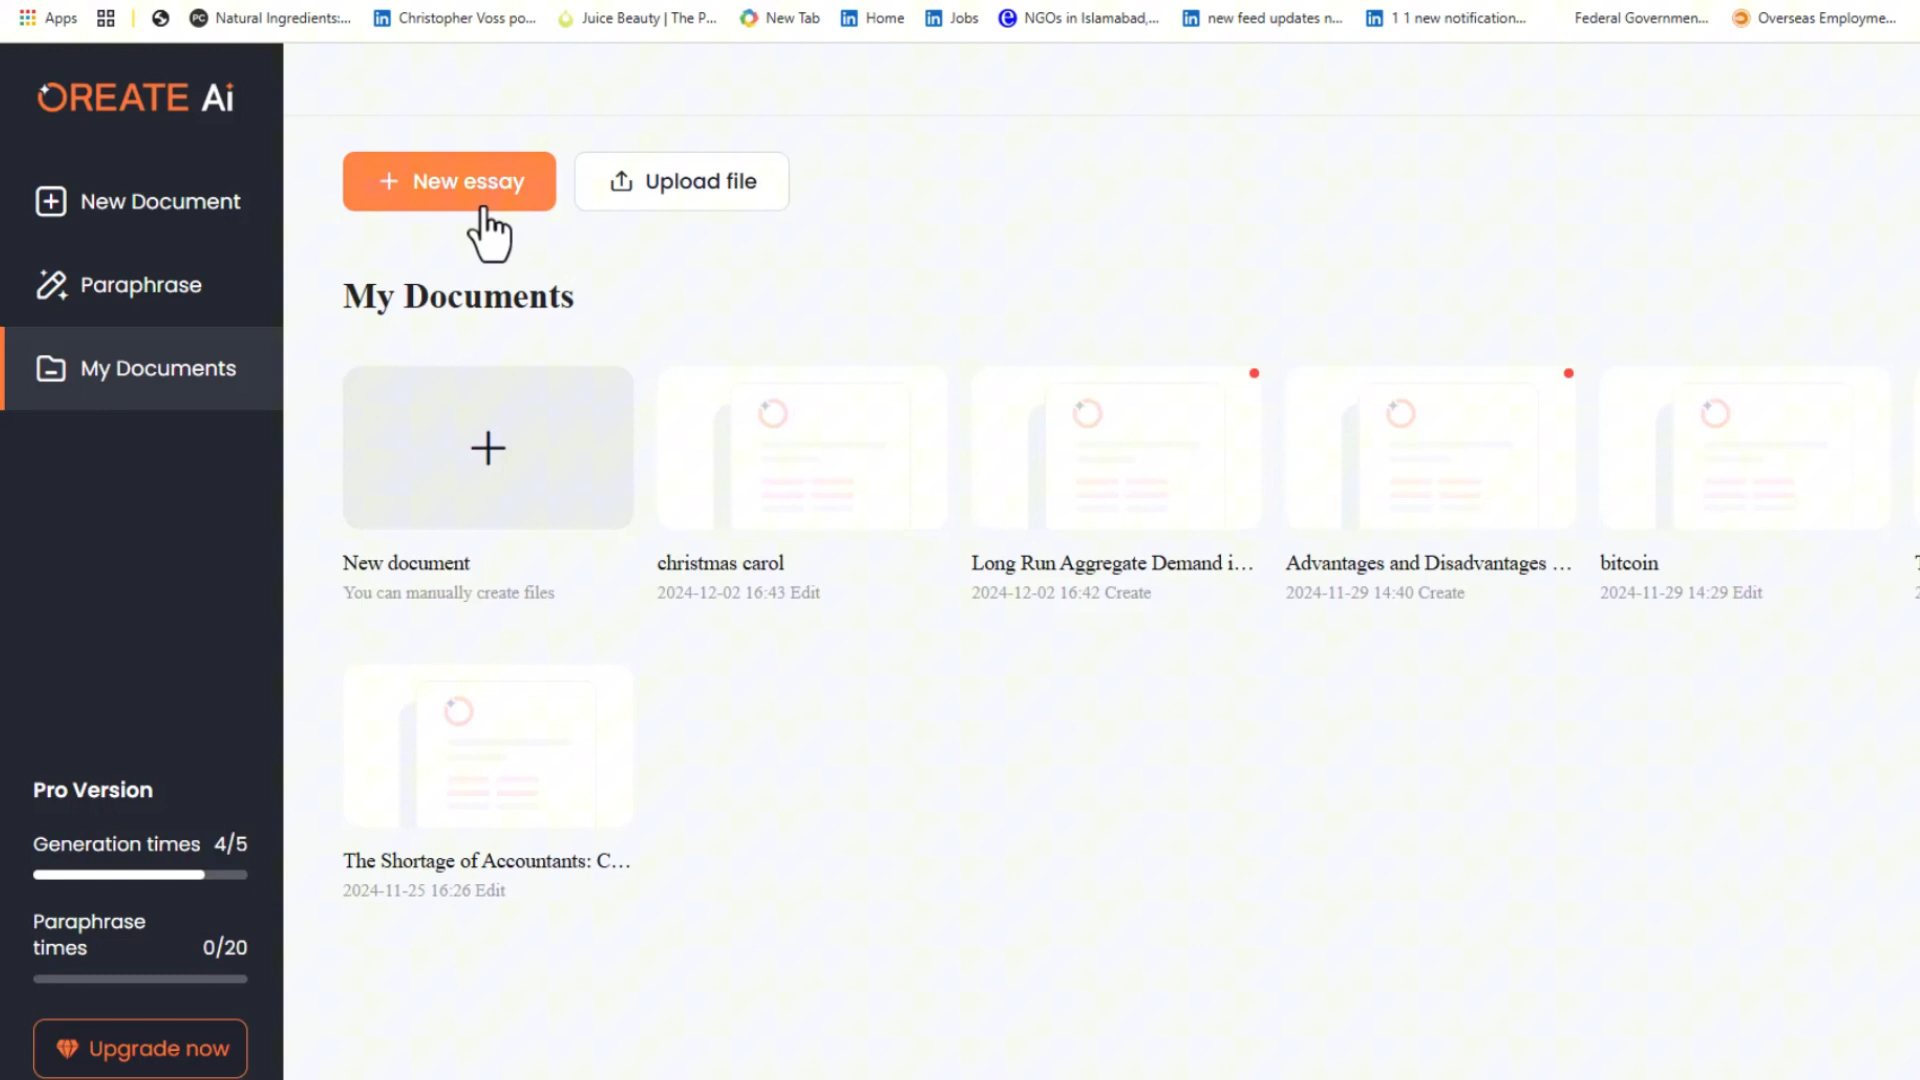 Apps
Natural Ingredients:...
Christopher Voss po...
Juice Beauty | The P...
New Tab
Home
Jobs
NGOs in Islamabad,...
new feed updates n...
1 1 new notification...
Federal Governmen...
Overseas Employme...
OREATE Ai
New Document
Paraphrase
My Documents
Pro Version
Generation times 4/5
Paraphrase
times 0/20
Upgrade now
+ New essay
Upload file
My Documents
New document
You can manually create files
christmas carol
2024-12-02 16:43 Edit
Long Run Aggregate Demand i...
2024-12-02 16:42 Create
Advantages and Disadvantages ...
2024-11-29 14:40 Create
bitcoin
2024-11-29 14:29 Edit
The Shortage of Accountants: C...
2024-11-25 16:26 Edit